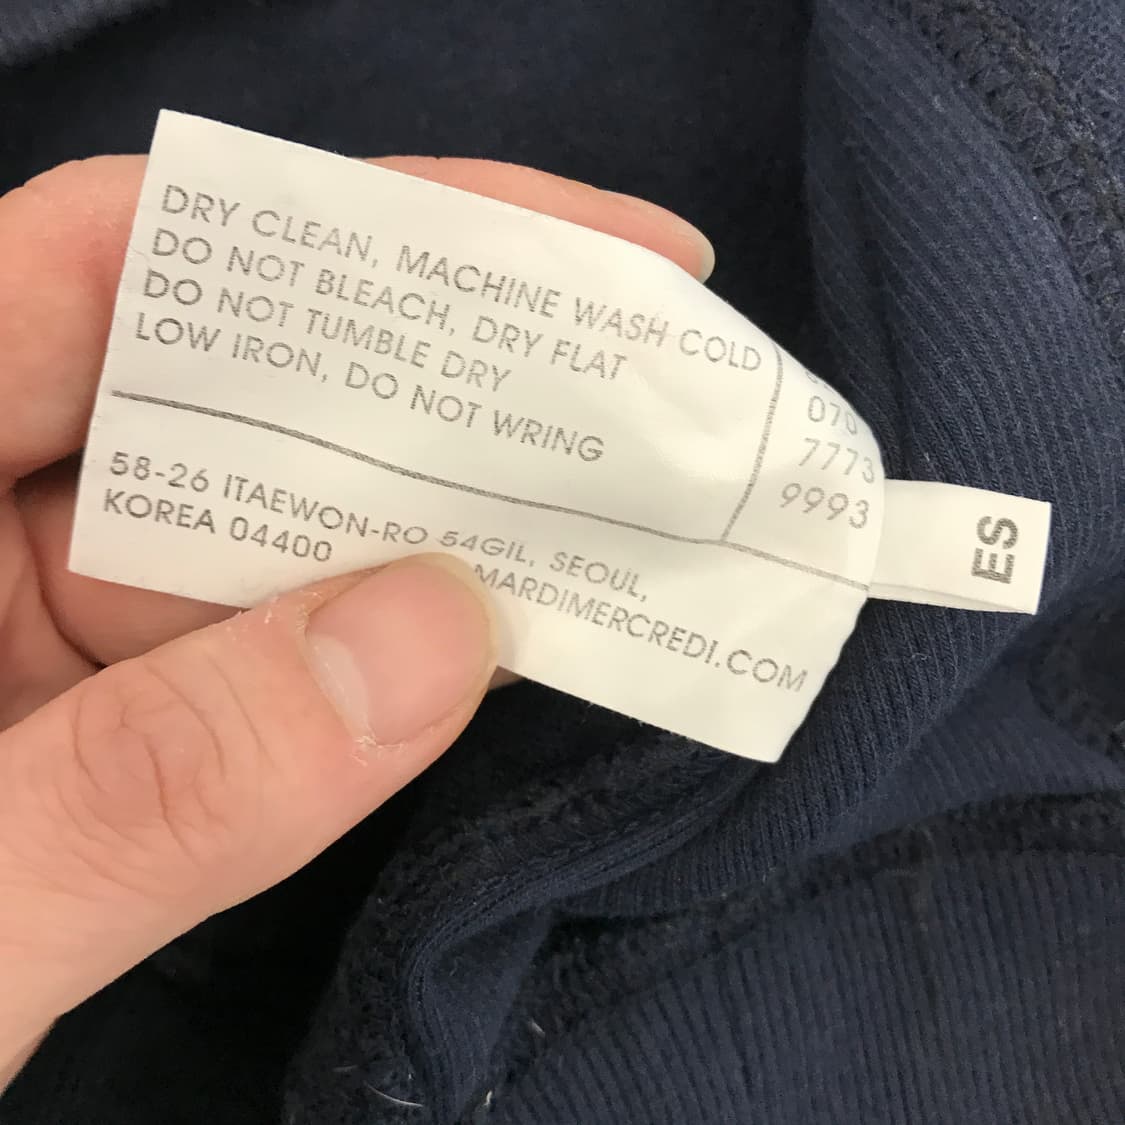 DRY CLEAN, MACHINE WASH COLD
DO NOT BLEACH, DRY FLAT
DO NOT TUMBLE DRY
LOW IRON, DO NOT WRING
070
7773
9993
58-26 ITAEWON-RO 54GIL, SEOUL,
KOREA 04400
MARDIMERCREDI.COM
ES